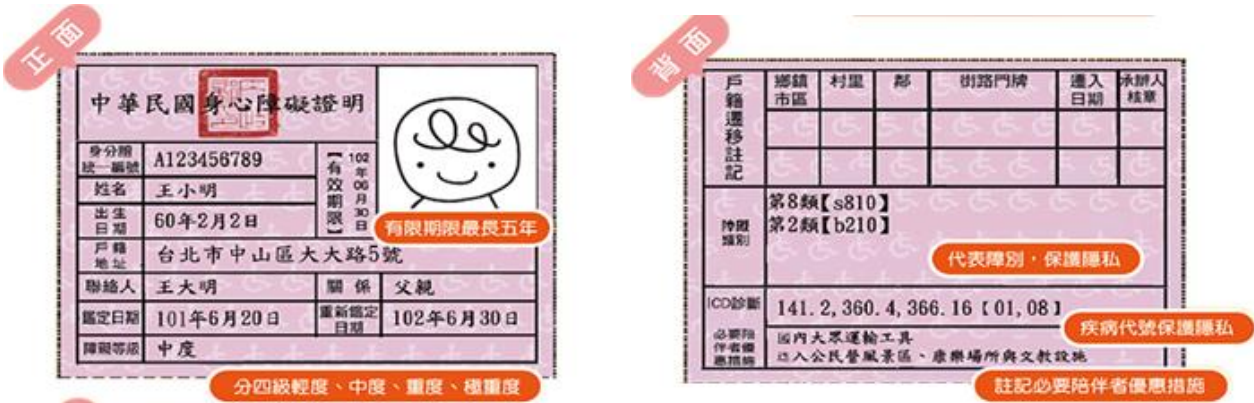 正面
中華民國身心障礙證明
身分證
統一編號
A123456789
【有效期限】
102年06月30日
姓名
王小明
出生
日期
60年2月2日
有限期限最長五年
戶籍
地址
台北市中山區大大路5號
聯絡人
王大明
關係
父親
鑑定日期
101年6月20日
重新鑑定
日期
102年6月30日
障礙等級
中度
分四級輕度、中度、重度、極重度
背面
戶籍遷移註記
鄉鎮
市區
村里
鄰
街路門牌
遷入
日期
承辦人
核章
障礙
類別
第8類【s810】
第2類【b210】
代表障別，保護隱私
ICD診斷
141.2,360.4,366.16【01,08】
疾病代號保護隱私
必要陪
伴者優
惠措施
國內大眾運輸工具
進入公民營風景區、康樂場所與文教設施
註記必要陪伴者優惠措施